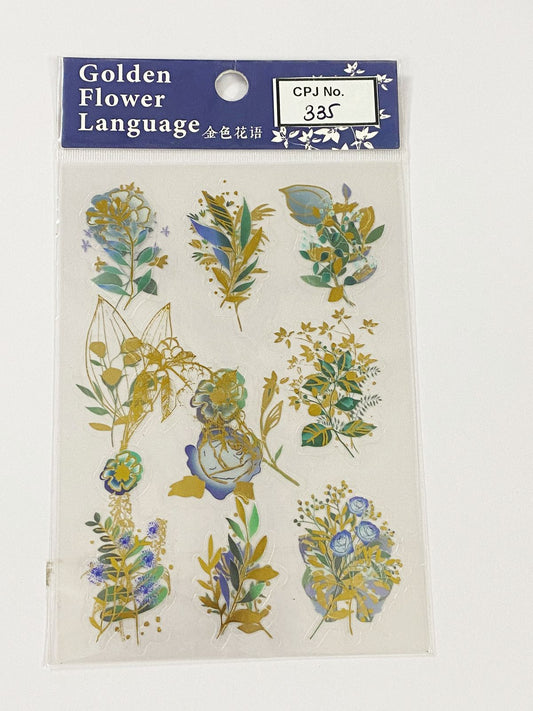 Golden
Flower
Language 金色花语
CPJ No.
335